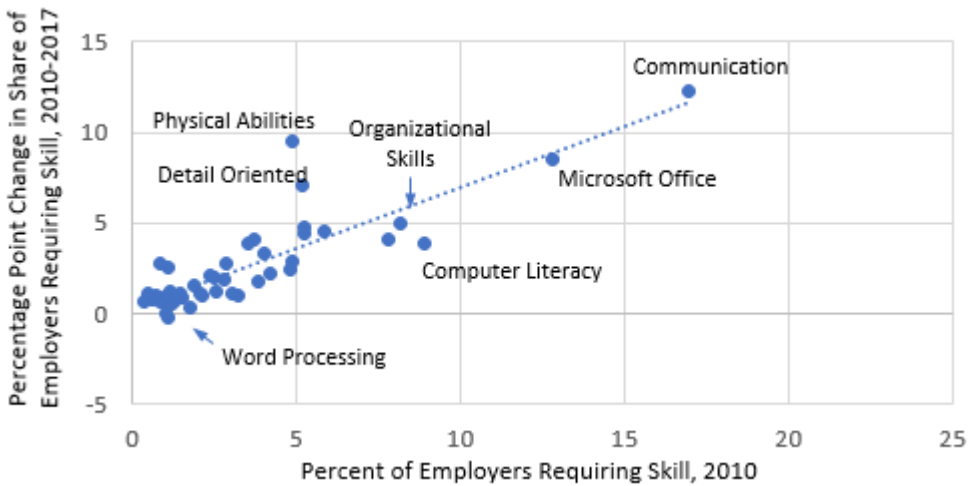 Percentage Point Change in Share of
Employers Requiring Skill, 2010-2017
15
10
5
0
-5
Communication
Physical Abilities
Organizational
Skills
Detail Oriented
Microsoft Office
Computer Literacy
Word Processing
0 5 10 15 20 25
Percent of Employers Requiring Skill, 2010